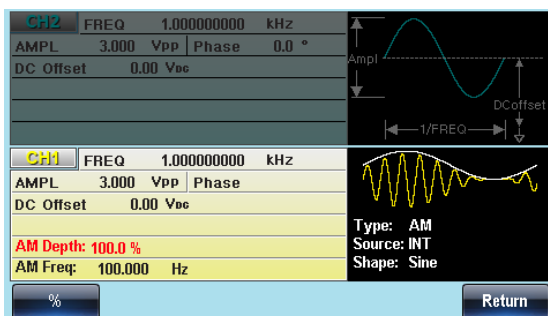 CH2 FREQ 1.000000000 kHz
AMPL 3.000 Vpp Phase 0.0 °
DC Offset 0.00 VDC
Ampl
DCoffset
1/FREQ
CH1 FREQ 1.000000000 kHz
AMPL 3.000 Vpp Phase
DC Offset 0.00 VDC
AM Depth: 100.0 %
AM Freq: 100.000 Hz
Type: AM
Source: INT
Shape: Sine
% Return